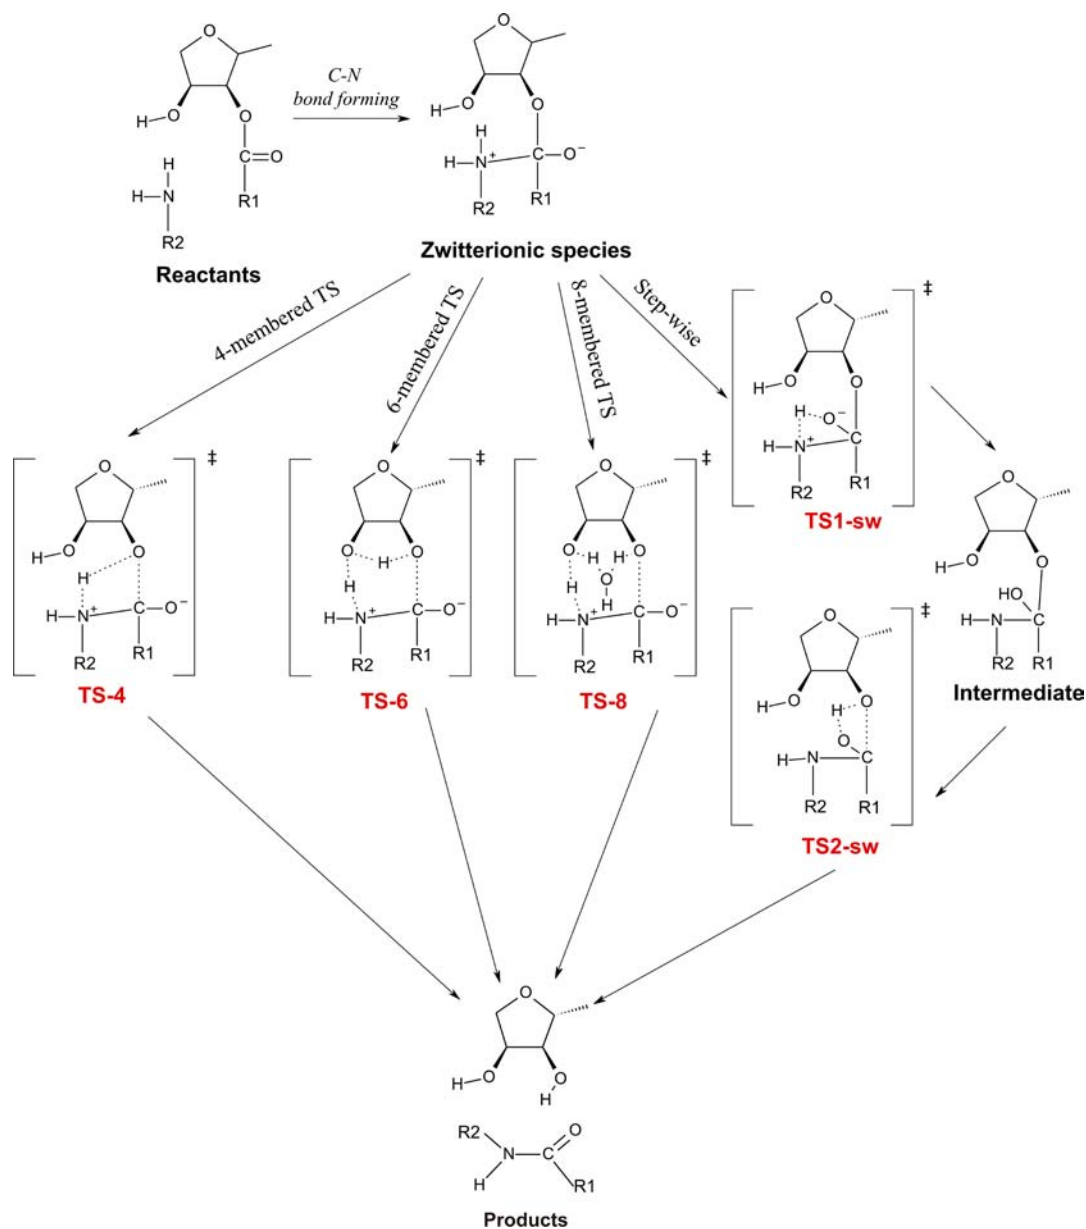 O
O
C-N
bond forming
H
O
O
H
O
O
H
C
O
H
H
N
R1
H
N
+
C
O
−
R2
R2
R1
Reactants
Zwitterionic species
4-membered TS
6-membered TS
8-membered TS
Step-wise
‡
O
H
O
O
H
O
−
H
N
+
C
R2
R1
TS1-sw
‡
O
H
O
O
H
H
N
+
C
O
−
R2
R1
TS-4
‡
O
O
H
O
H
H
N
+
C
O
−
R2
R1
TS-6
‡
O
O
H
H
O
H
O
H
H
N
+
C
O
−
R2
R1
TS-8
O
H
O
O
HO
N
C
H
R2
R1
Intermediate
‡
O
H
O
O
H
O
H
N
C
R2
R1
TS2-sw
O
H
O
O
H
R2
O
N
C
H
R1
Products